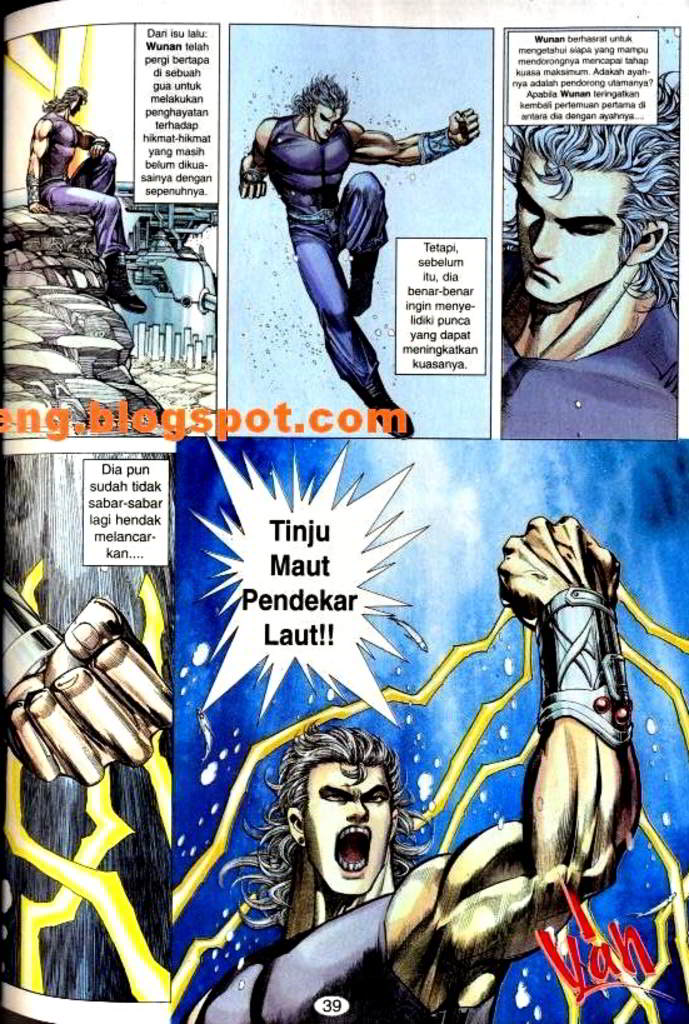 Dari isu lalu:
Wunan telah
pergi bertapa
di sebuah
gua untuk
melakukan
penghayatan
terhadap
hikmat-hikmat
yang masih
belum dikua-
sainya dengan
sepenuhnya.
Tetapi,
sebelum
itu, dia
benar-benar
ingin menye-
lidiki punca
yang dapat
meningkatkan
kuasanya.
Wunan berhasrat untuk
mengetahui siapa yang mampu
mendorongnya mencapai tahap
kuasa maksimum. Adakah ayah-
nya adalah pendorong utamanya?
Apabila Wunan teringatkan
kembali pertemuan pertama di
antara dia dengan ayahnya....
eng.blogspot.com
Dia pun
sudah tidak
sabar-sabar
lagi hendak
melancar-
kan....
Tinju
Maut
Pendekar
Laut!!
Yah
39